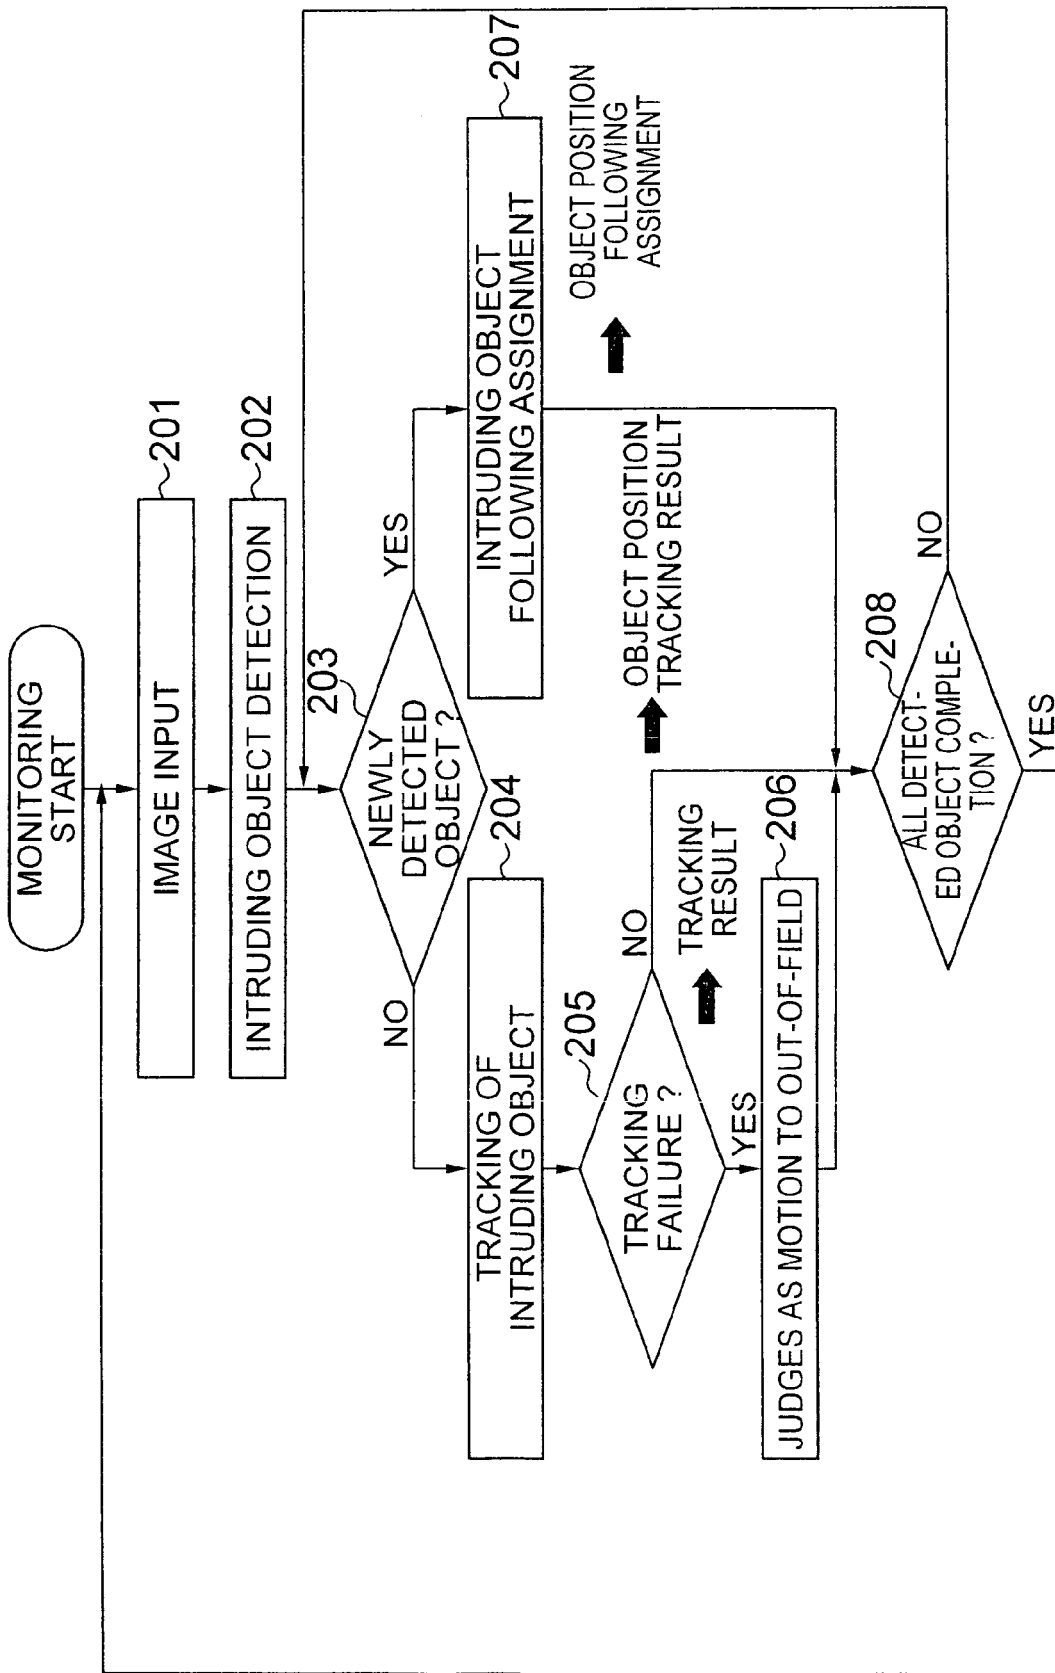 MONITORING
START
IMAGE INPUT
201
INTRUDING OBJECT DETECTION
202
NEWLY
DETECTED
OBJECT ?
203
NO
YES
TRACKING OF
INTRUDING OBJECT
204
INTRUDING OBJECT
FOLLOWING ASSIGNMENT
207
TRACKING
FAILURE ?
205
NO
YES
OBJECT POSITION
FOLLOWING
ASSIGNMENT
OBJECT POSITION
TRACKING RESULT
TRACKING
RESULT
JUDGES AS MOTION TO OUT-OF-FIELD
206
ALL DETECT-
ED OBJECT COMPLE-
TION ?
208
NO
YES